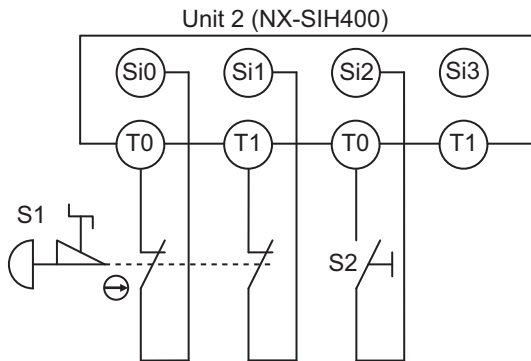 Unit 2 (NX-SIH400)
Si0 Si1 Si2 Si3
T0 T1 T0 T1
S1
S2